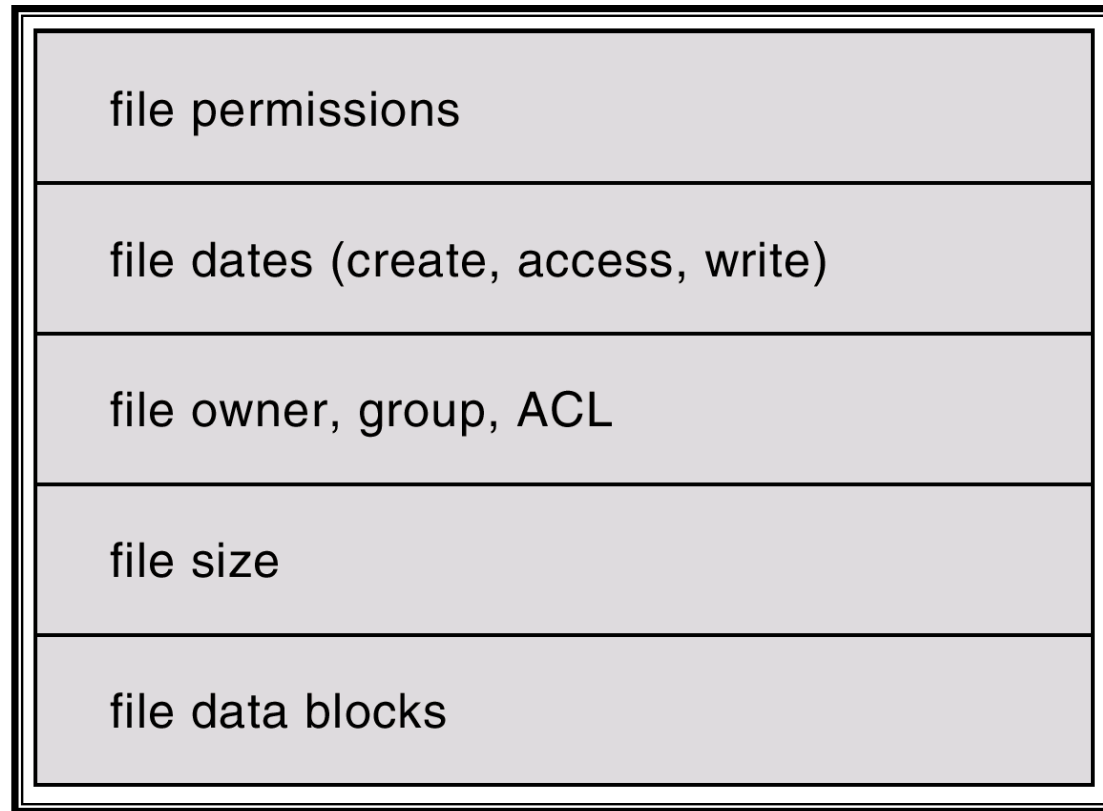 file permissions
file dates (create, access, write)
file owner, group, ACL
file size
file data blocks